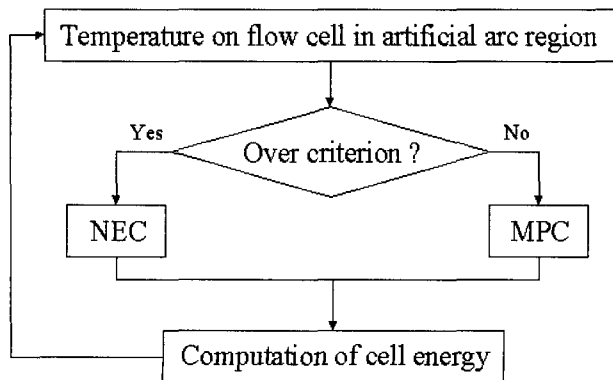 Temperature on flow cell in artificial arc region
Yes
No
Over criterion ?
NEC
MPC
Computation of cell energy